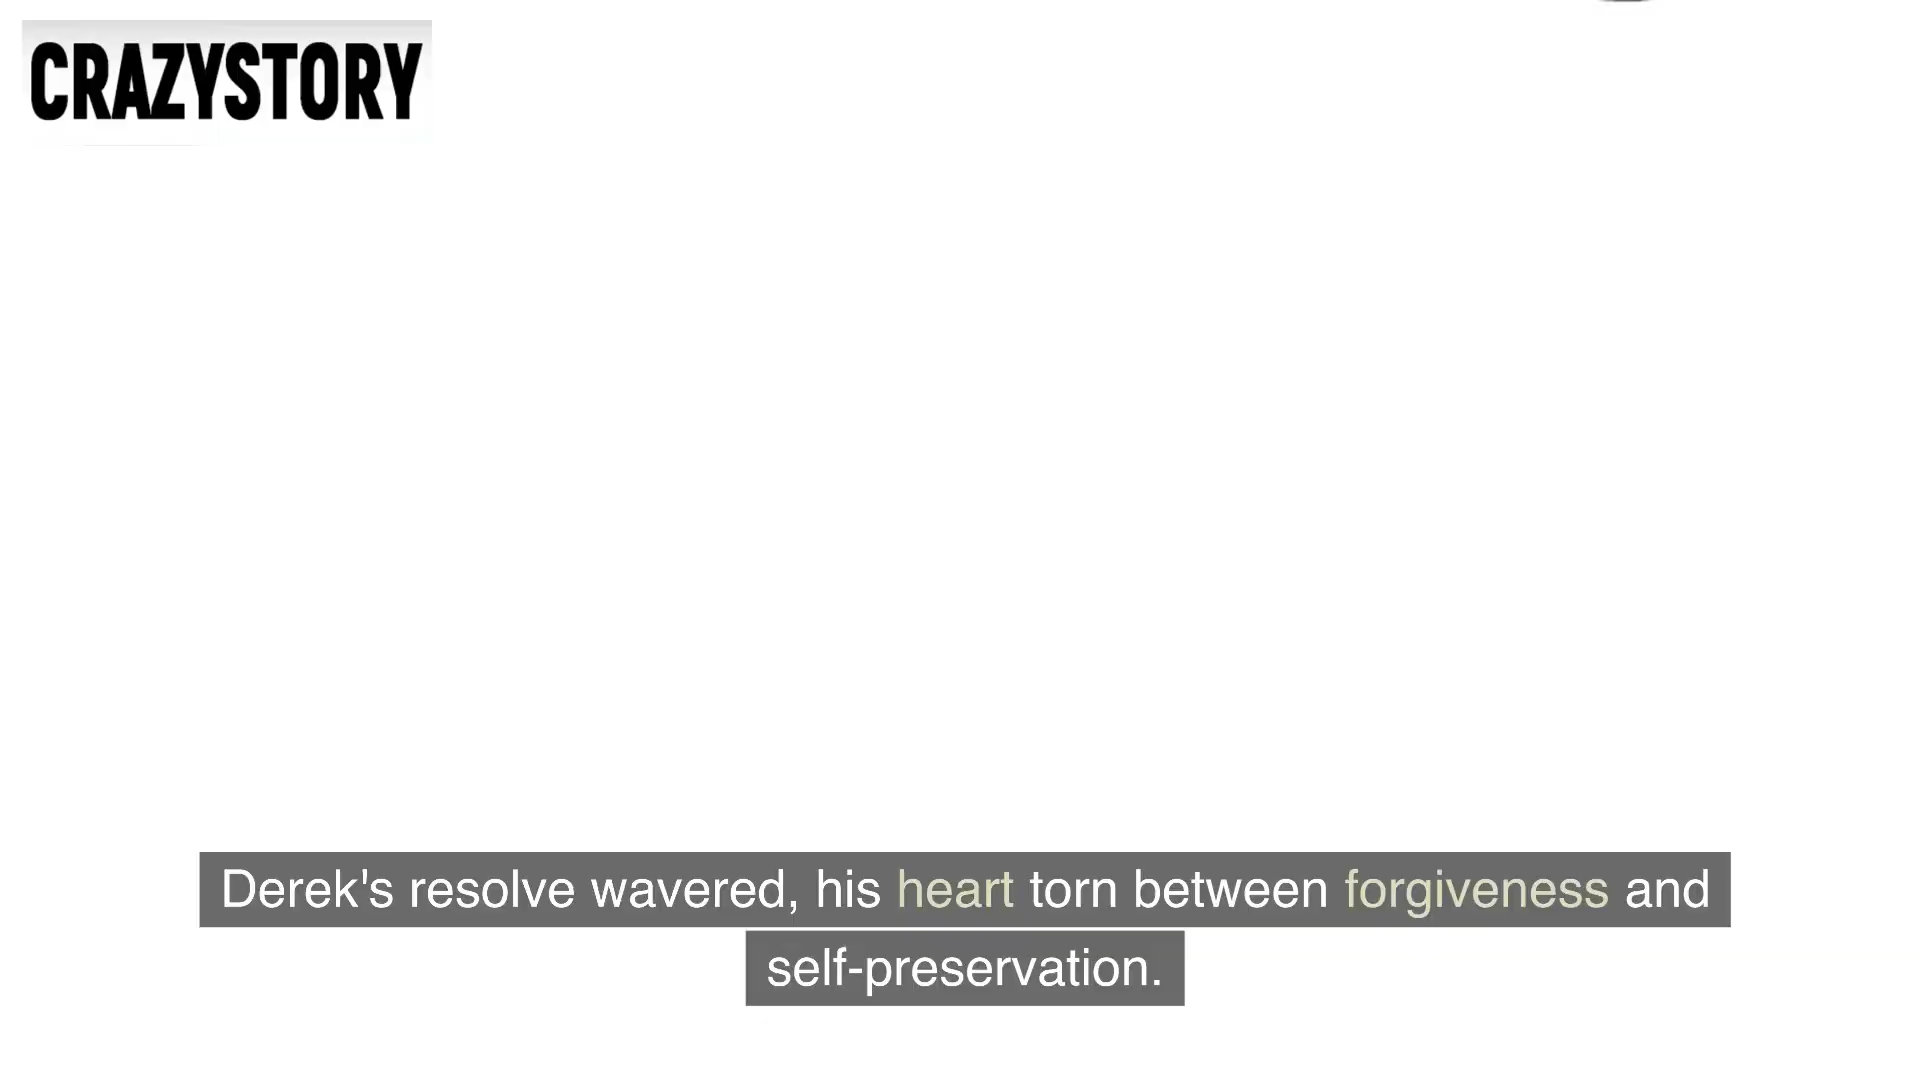 CRAZYSTORY
Derek's resolve wavered, his heart torn between forgiveness and
self-preservation.